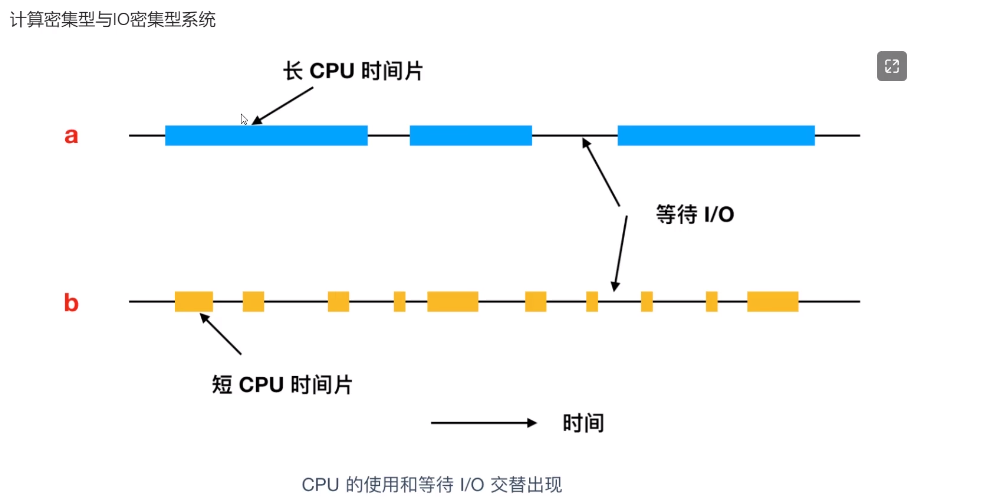 计算密集型与IO密集型系统
长 CPU 时间片
a
等待 I/O
b
短 CPU 时间片
时间
CPU 的使用和等待 I/O 交替出现